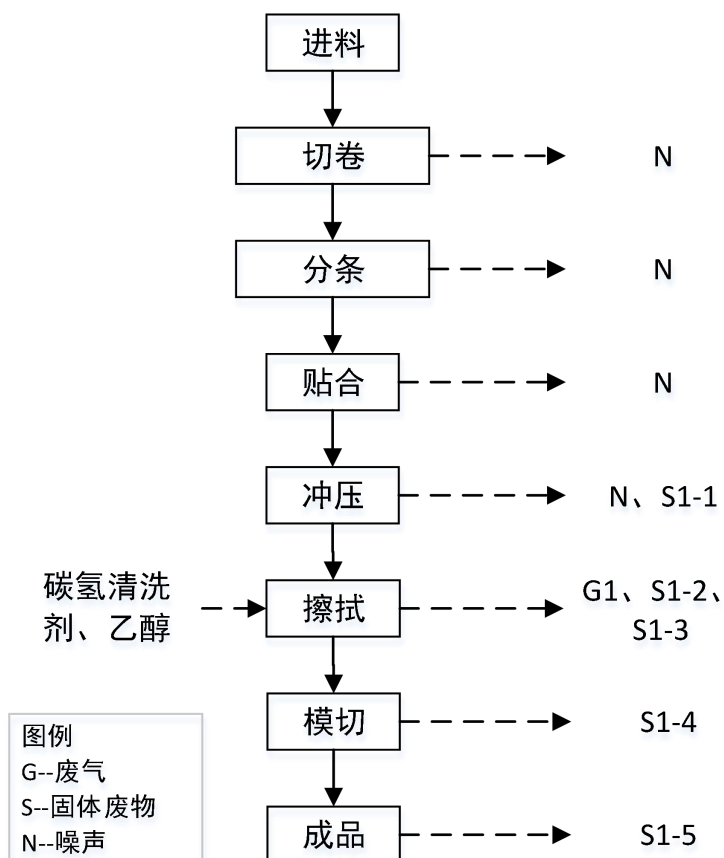 进料
切卷
N
分条
N
贴合
N
冲压
N、S1-1
碳氢清洗
剂、乙醇
擦拭
G1、S1-2、
S1-3
模切
S1-4
图例
G--废气
S--固体废物
N--噪声
成品
S1-5